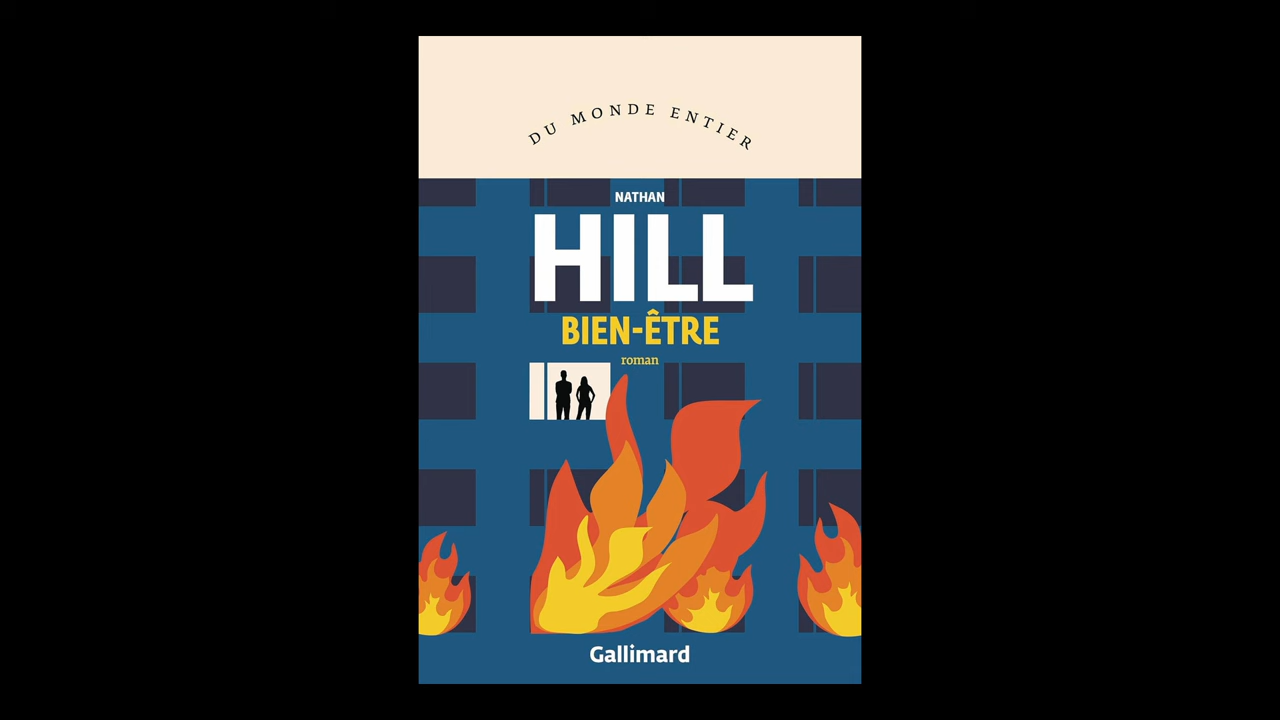 DU MONDE ENTIER
NATHAN
HILL
BIEN-ÊTRE
roman
Gallimard